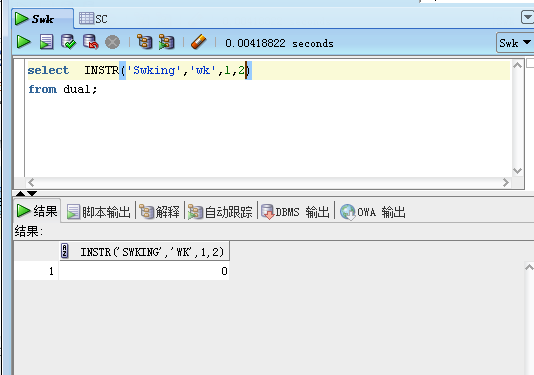 Swk
SC
0.00418822 seconds
Swk
select INSTR('Swking','wk',1,2)
from dual;
结果
脚本输出
解释
自动跟踪
DBMS 输出
OWA 输出
结果:
INSTR('SWKING','WK',1,2)
1
0